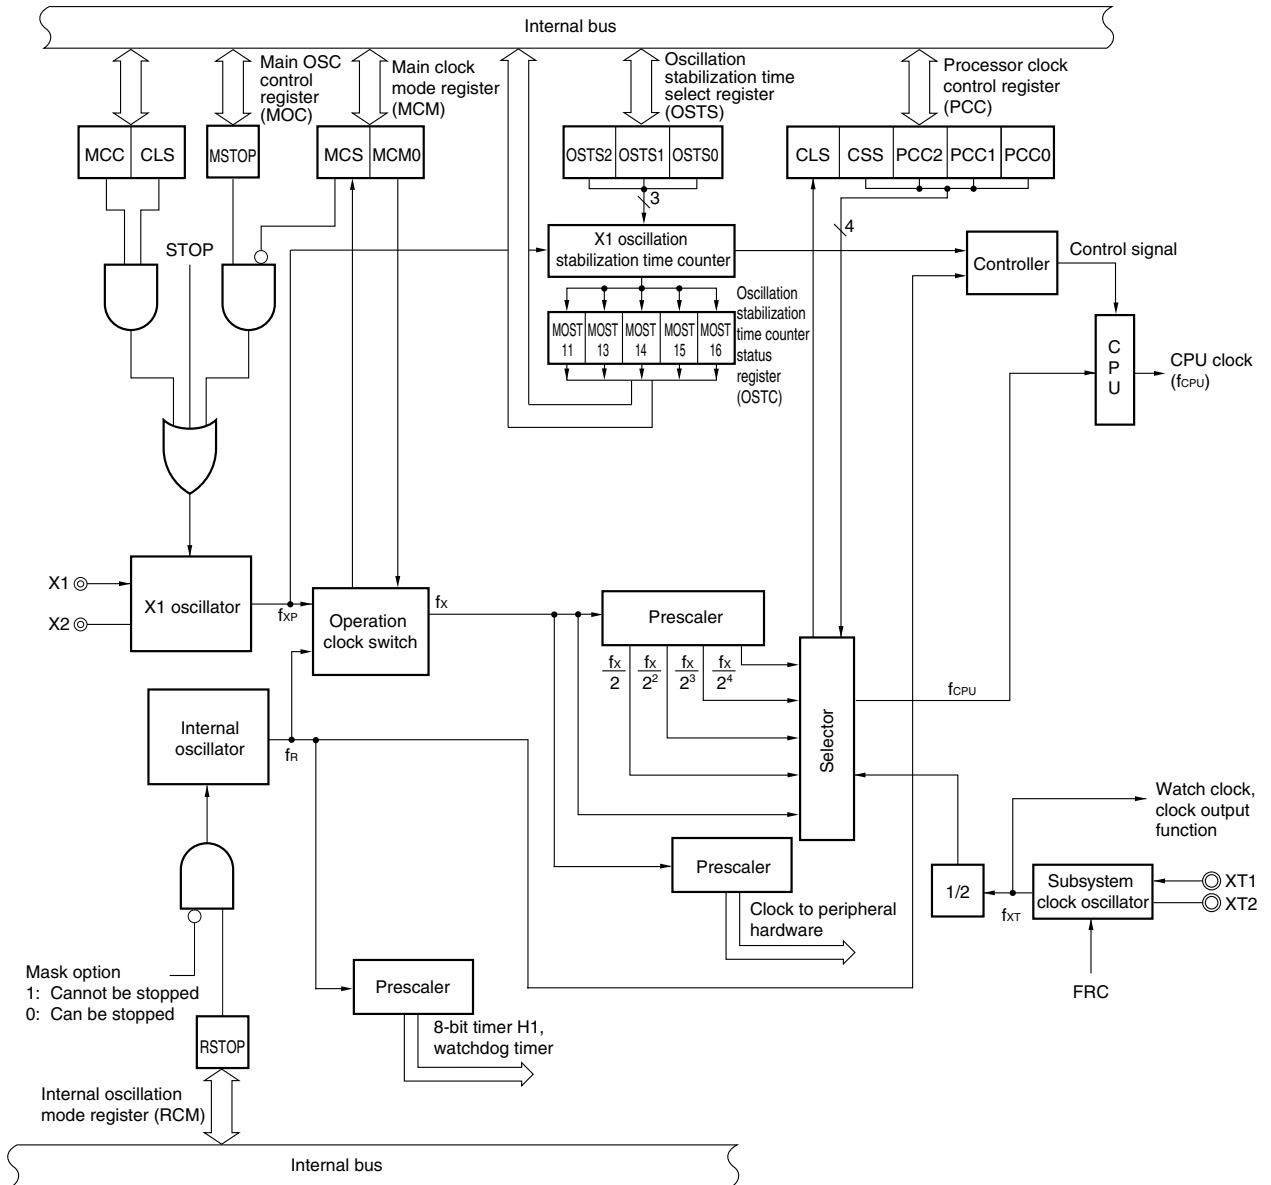 Internal bus
Main OSC
control
register
(MOC)
Main clock
mode register
(MCM)
Oscillation
stabilization time
select register
(OSTS)
Processor clock
control register
(PCC)
MCC CLS
MSTOP
MCS MCM0
OSTS2 OSTS1 OSTS0
CLS CSS PCC2 PCC1 PCC0
3
4
STOP
X1 oscillation
stabilization time counter
Controller
Control signal
MOST 11
MOST 13
MOST 14
MOST 15
MOST 16
Oscillation
stabilization
time counter
status
register
(OSTC)
C
P
U
CPU clock
(fCPU)
X1
X2
X1 oscillator
fXP
Operation
clock switch
fX
Prescaler
fX/2 fX/2² fX/2³ fX/2⁴
Selector
fCPU
Internal
oscillator
fR
Watch clock,
clock output
function
Prescaler
1/2
fXT
Subsystem
clock oscillator
XT1
XT2
Clock to peripheral
hardware
FRC
Mask option
1: Cannot be stopped
0: Can be stopped
Prescaler
8-bit timer H1,
watchdog timer
RSTOP
Internal oscillation
mode register (RCM)
Internal bus